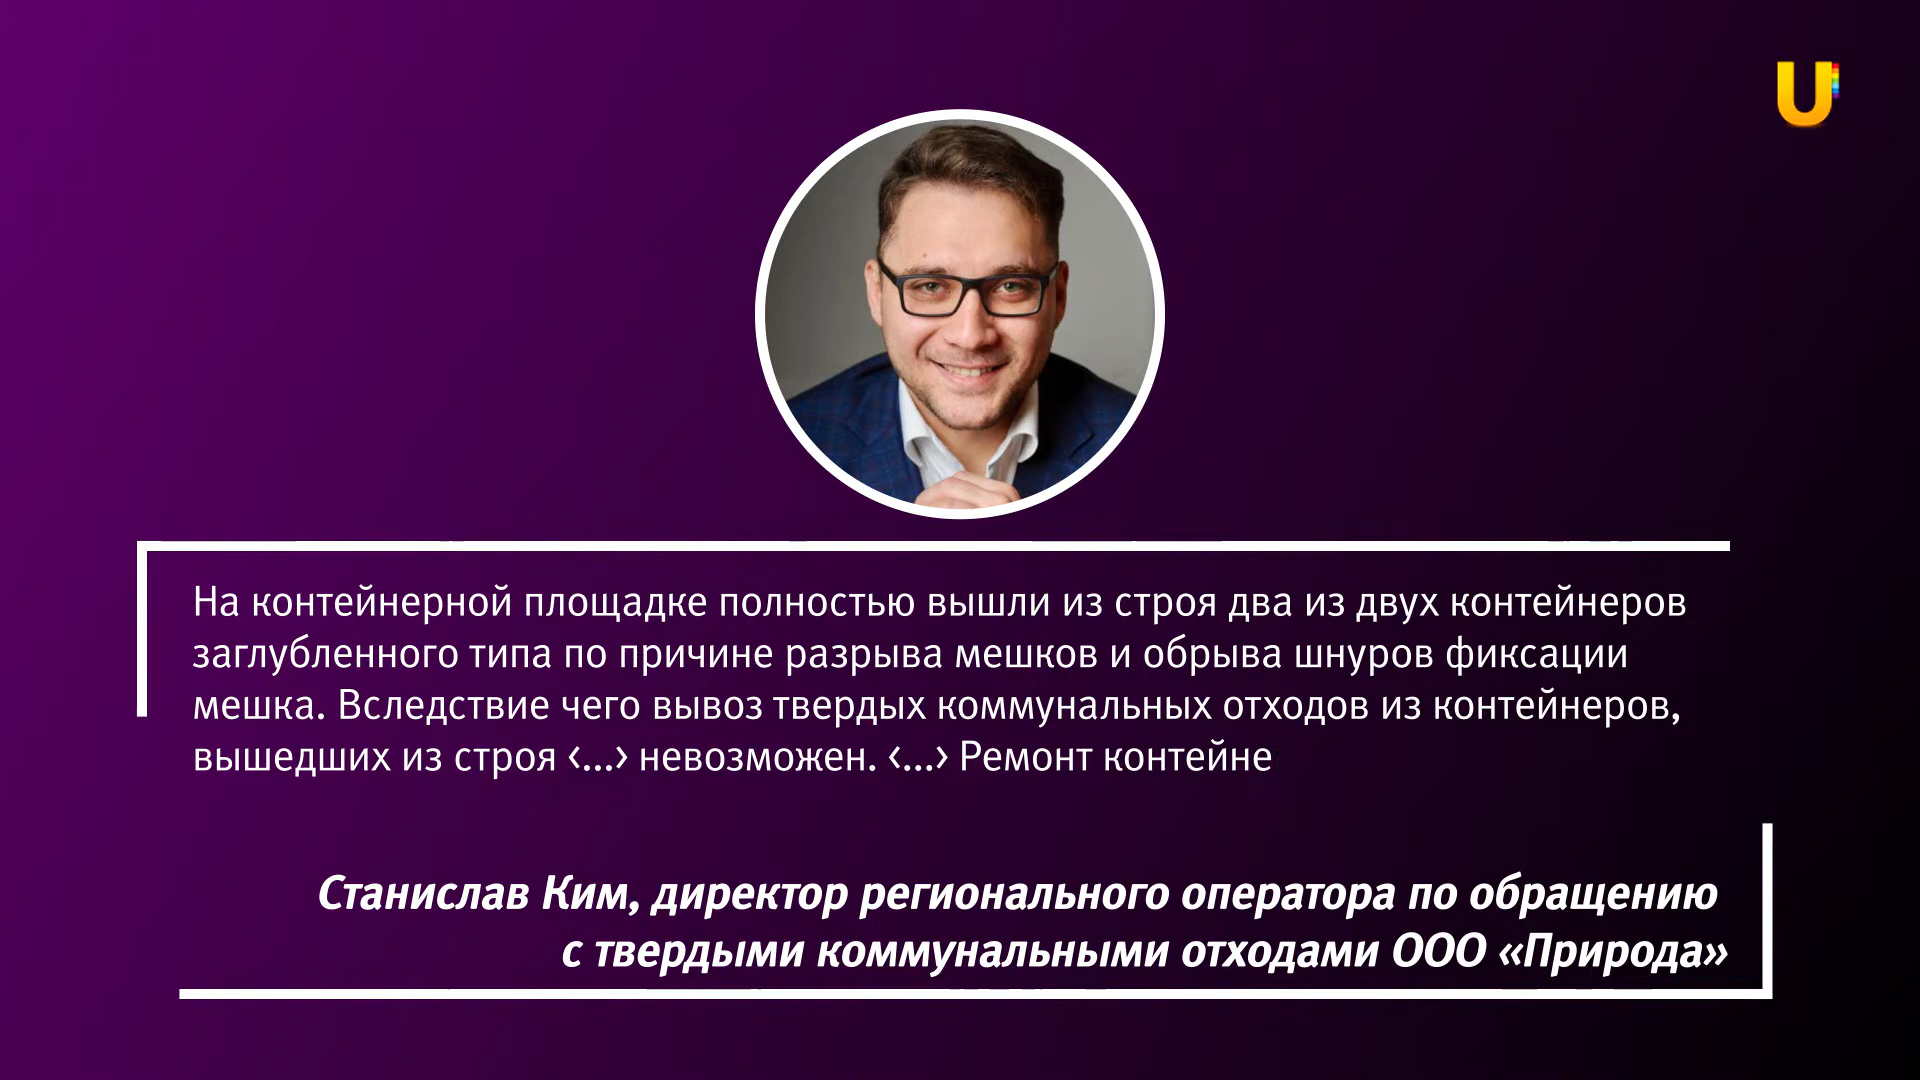 U
На контейнерной площадке полностью вышли из строя два из двух контейнеров
заглубленного типа по причине разрыва мешков и обрыва шнуров фиксации
мешка. Вследствие чего вывоз твердых коммунальных отходов из контейнеров,
вышедших из строя <...> невозможен. <...> Ремонт контейне
Станислав Ким, директор регионального оператора по обращению
с твердыми коммунальными отходами ООО «Природа»